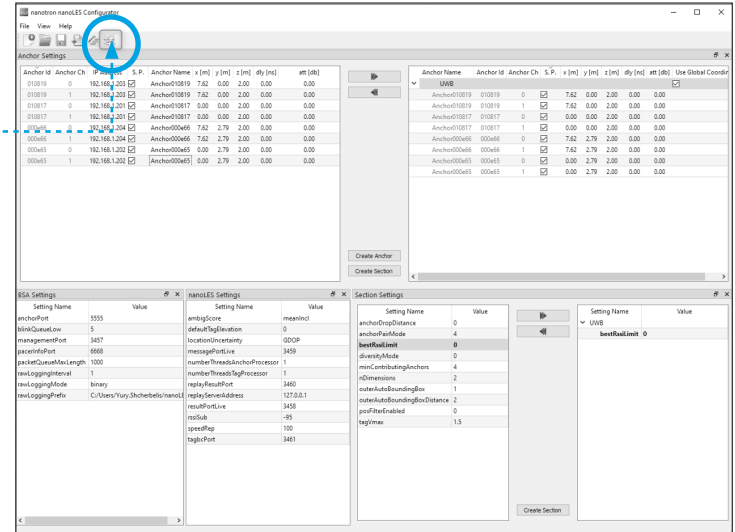 nanotron nanoLES Configurator
File View Help
Anchor Settings
Anchor Id Anchor Ch IP Address S. P. Anchor Name x [m] y [m] z [m] dly [ns] att [db]
010819 0 192.168.1.203 Anchor010819 7.62 0.00 2.00 0.00 0.00
010819 1 192.168.1.203 Anchor010819 7.62 0.00 2.00 0.00 0.00
010817 0 192.168.1.201 Anchor010817 0.00 0.00 2.00 0.00 0.00
010817 1 192.168.1.201 Anchor010817 0.00 0.00 2.00 0.00 0.00
000e66 0 192.168.1.204 Anchor000e66 7.62 2.79 2.00 0.00 0.00
000e66 1 192.168.1.204 Anchor000e66 7.62 2.79 2.00 0.00 0.00
000e65 0 192.168.1.202 Anchor000e65 0.00 2.79 2.00 0.00 0.00
000e65 1 192.168.1.202 Anchor000e65 0.00 2.79 2.00 0.00 0.00
Create Anchor
Create Section
Anchor Name Anchor Id Anchor Ch S. P. x [m] y [m] z [m] dly [ns] att [db] Use Global Coordin
UWB
Anchor010819 010819 0 7.62 0.00 2.00 0.00 0.00
Anchor010819 010819 1 7.62 0.00 2.00 0.00 0.00
Anchor010817 010817 0 0.00 0.00 2.00 0.00 0.00
Anchor010817 010817 1 0.00 0.00 2.00 0.00 0.00
Anchor000e66 000e66 0 7.62 2.79 2.00 0.00 0.00
Anchor000e66 000e66 1 7.62 2.79 2.00 0.00 0.00
Anchor000e65 000e65 0 0.00 2.79 2.00 0.00 0.00
Anchor000e65 000e65 1 0.00 2.79 2.00 0.00 0.00
BSA Settings
Setting Name Value
anchorPort 5555
blinkQueueLow 5
managementPort 3457
pacerInfoPort 6668
packetQueueMaxLength 1000
rawLoggingInterval 1
rawLoggingMode binary
rawLoggingPrefix C:/Users/Yury.Shcherbelis/nanoLE
nanoLES Settings
Setting Name Value
ambigScore meanIncl
defaultTagElevation 0
locationUncertainty GDOP
messagePortLive 3459
numberThreadsAnchorProcessor 1
numberThreadsTagProcessor 1
replayResultPort 3460
replayServerAddress 127.0.0.1
resultPortLive 3458
rssiSub -95
speedRep 100
tagbcPort 3461
Section Settings
Setting Name Value
anchorDropDistance 0
anchorPairMode 4
bestRssiLimit 0
diversityMode 0
minContributingAnchors 4
nDimensions 2
outerAutoBoundingBox 1
outerAutoBoundingBoxDistance 2
posFilterEnabled 0
tagVmax 1.5
Create Section
Setting Name Value
UWB
bestRssiLimit 0